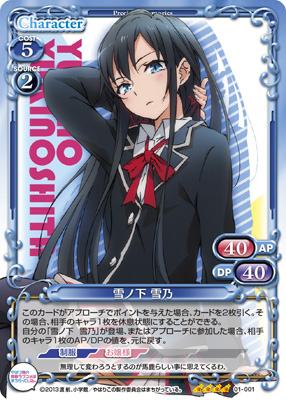 Precious Memories
Character
COST
5
SOURCE
2
YUKINO
YUKINOSHITA
40 AP
DP 40
雪ノ下 雪乃
このカードがアプローチでポイントを与えた場合、カードを2枚引く。その場合、相手のキャラ1枚を休息状態にすることができる。
自分の「雪ノ下 雪乃」が登場、またはアプローチに参加した場合、相手のキャラ1枚のAP/DPの値を、元に戻す。
制服
お嬢様
無理して変わろうとするのが馬鹿らしい事に思えてくるわ。
©2013 渡 航、小学館／やはりこの製作委員会はまちがっている。
01-001